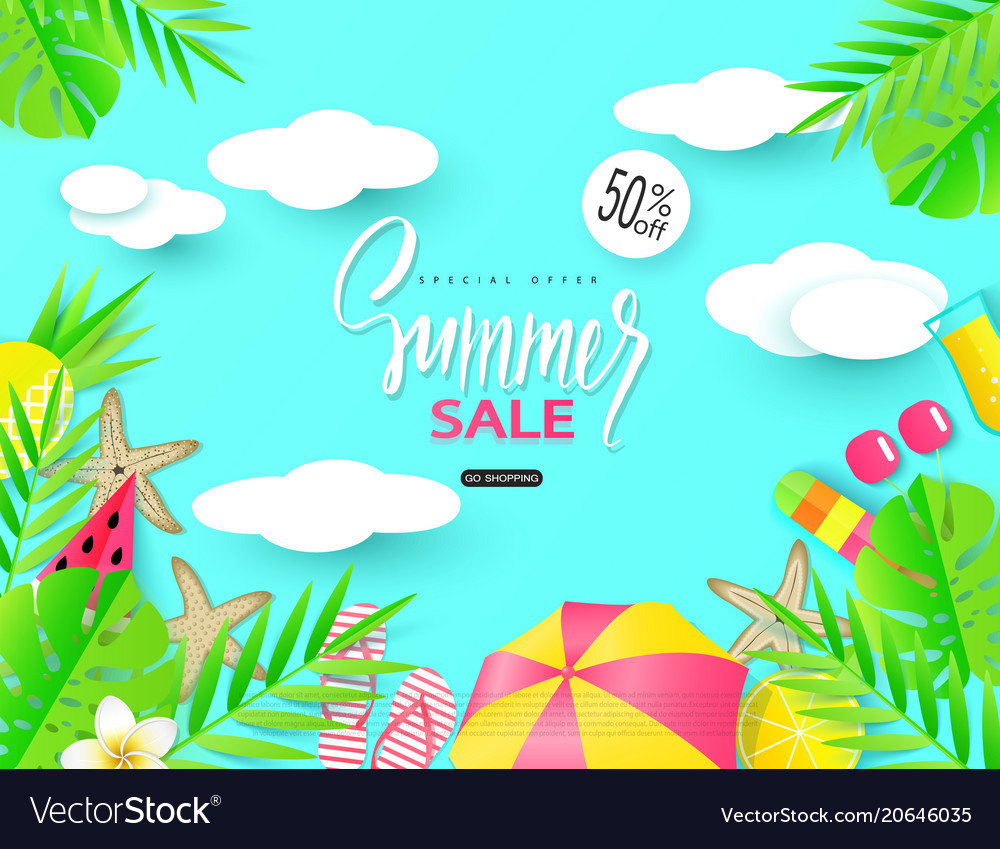 50% off
SPECIAL OFFER
Summer
SALE
GO SHOPPING
VectorStock®
VectorStock.com/20646035